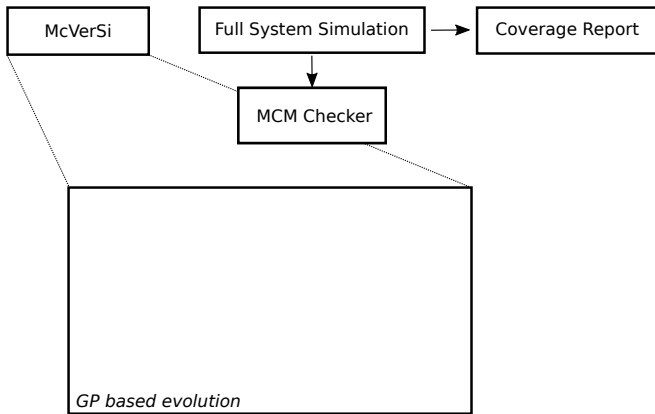 McVerSi
Full System Simulation
Coverage Report
MCM Checker
GP based evolution